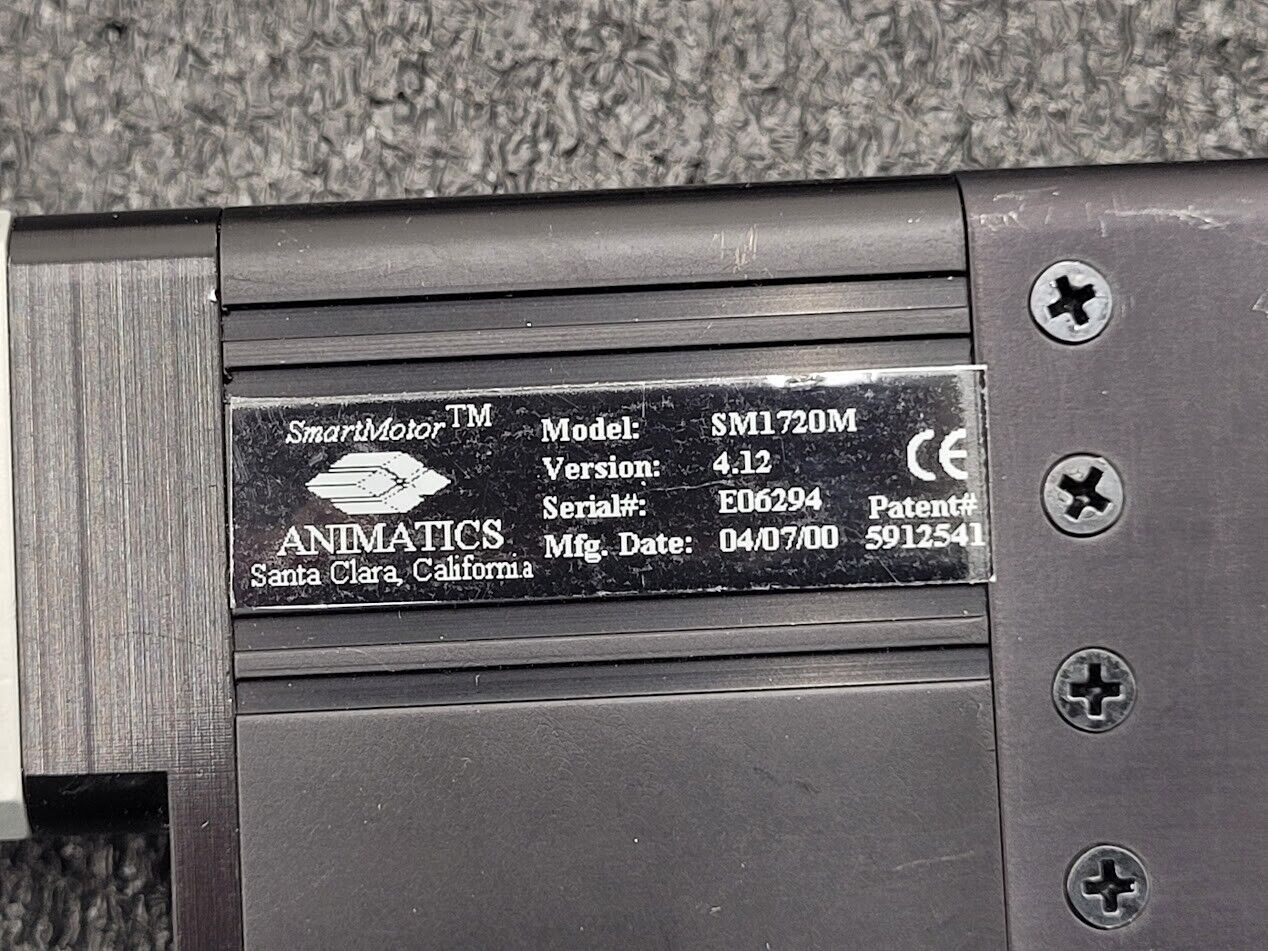 SmartMotor™
ANIMATICS
Santa Clara, California
Model: SM1720M
Version: 4.12
Serial#: E06294
Mfg. Date: 04/07/00
CE
Patent#
5912541